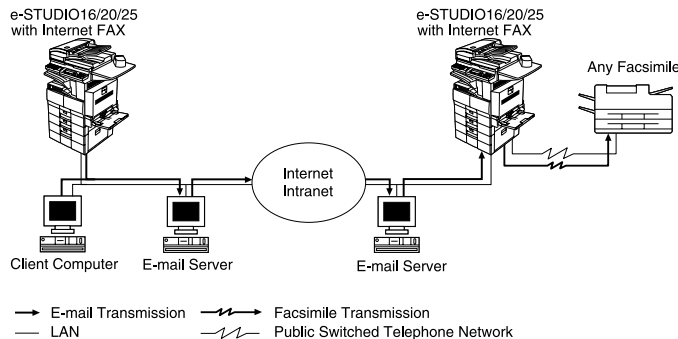 e-STUDIO16/20/25
with Internet FAX
e-STUDIO16/20/25
with Internet FAX
Any Facsimile
Internet
Intranet
Client Computer
E-mail Server
E-mail Server
E-mail Transmission
Facsimile Transmission
LAN
Public Switched Telephone Network